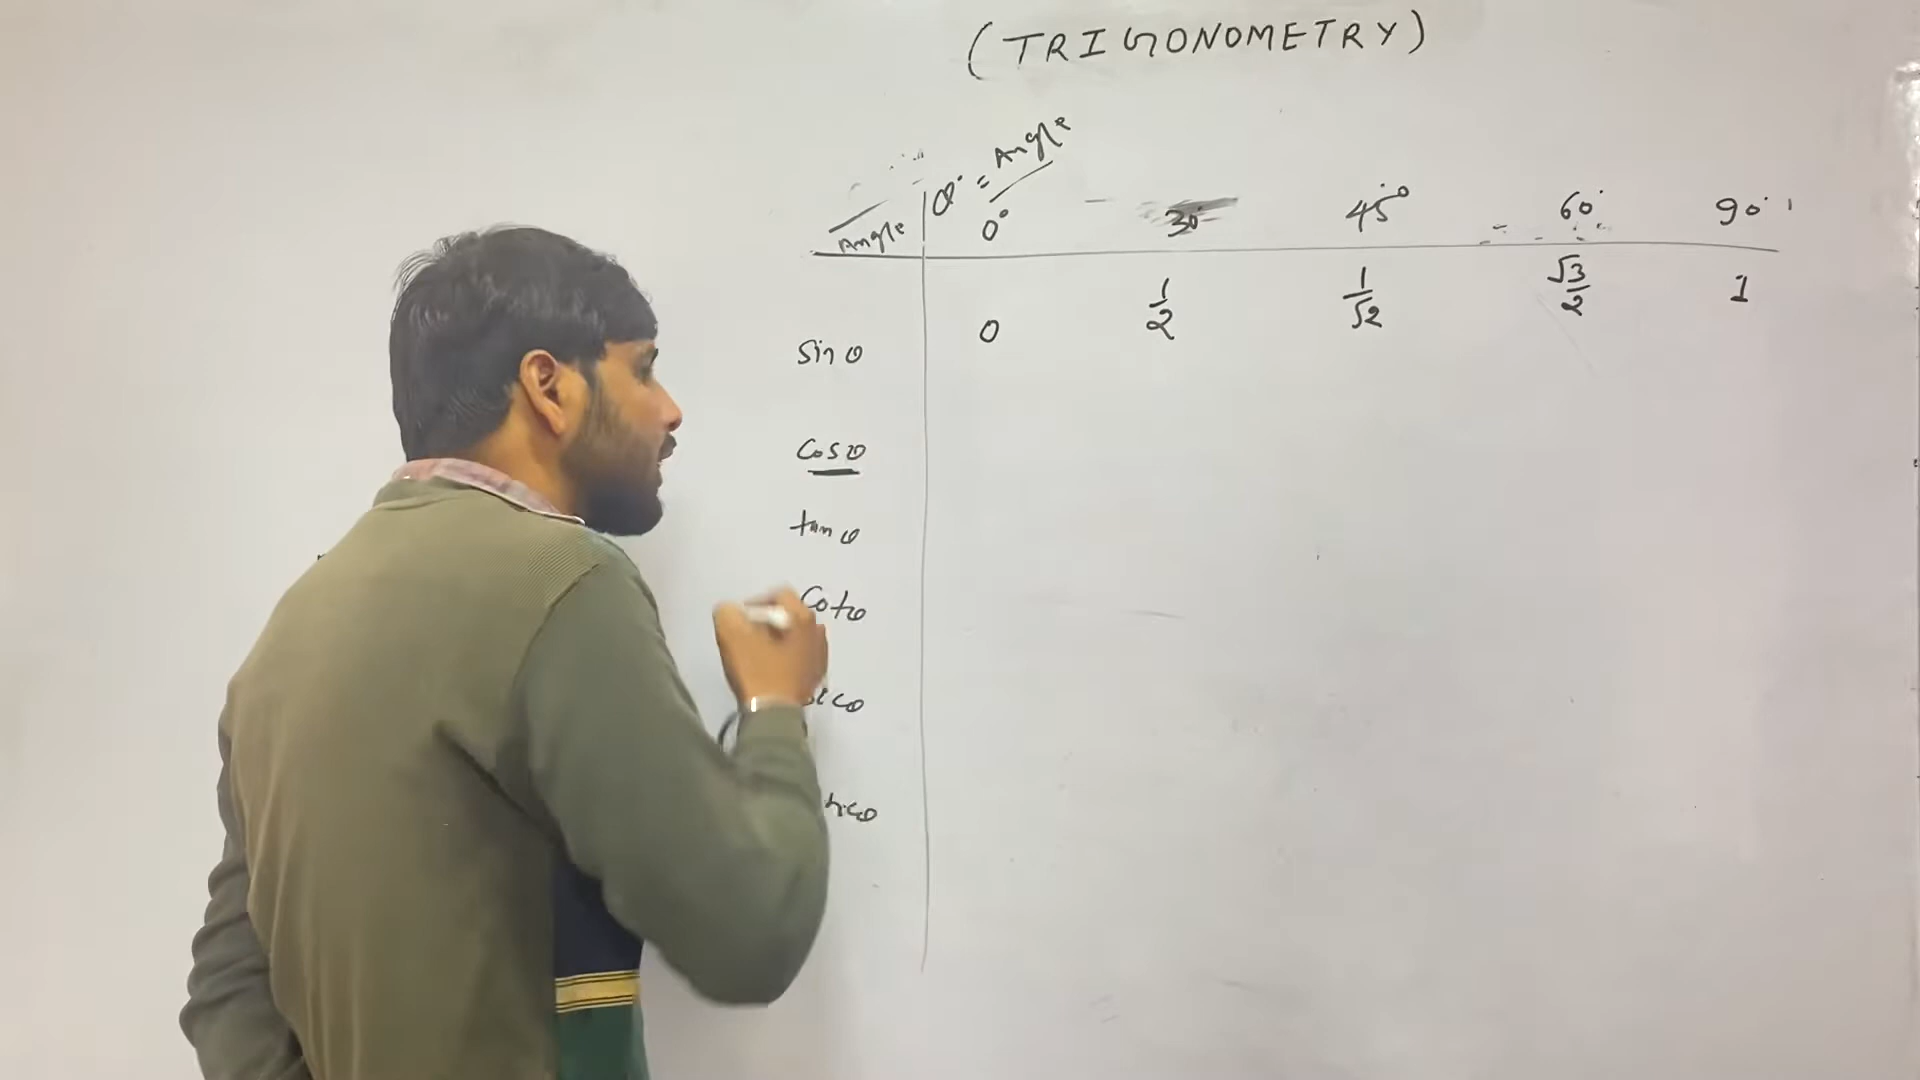 (TRIGONOMETRY)
θ° = Angle
Angle 0° 30° 45° 60° 90°
sin θ 0 1/2 1/√2 √3/2 1
cos θ
tan θ
cot θ